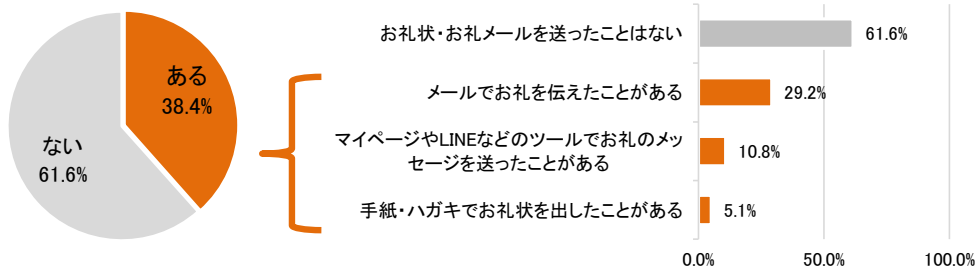 ある
38.4%
ない
61.6%
お礼状・お礼メールを送ったことはない
61.6%
メールでお礼を伝えたことがある
29.2%
マイページやLINEなどのツールでお礼のメッ
セージを送ったことがある
10.8%
手紙・ハガキでお礼状を出したことがある
5.1%
0.0% 50.0% 100.0%